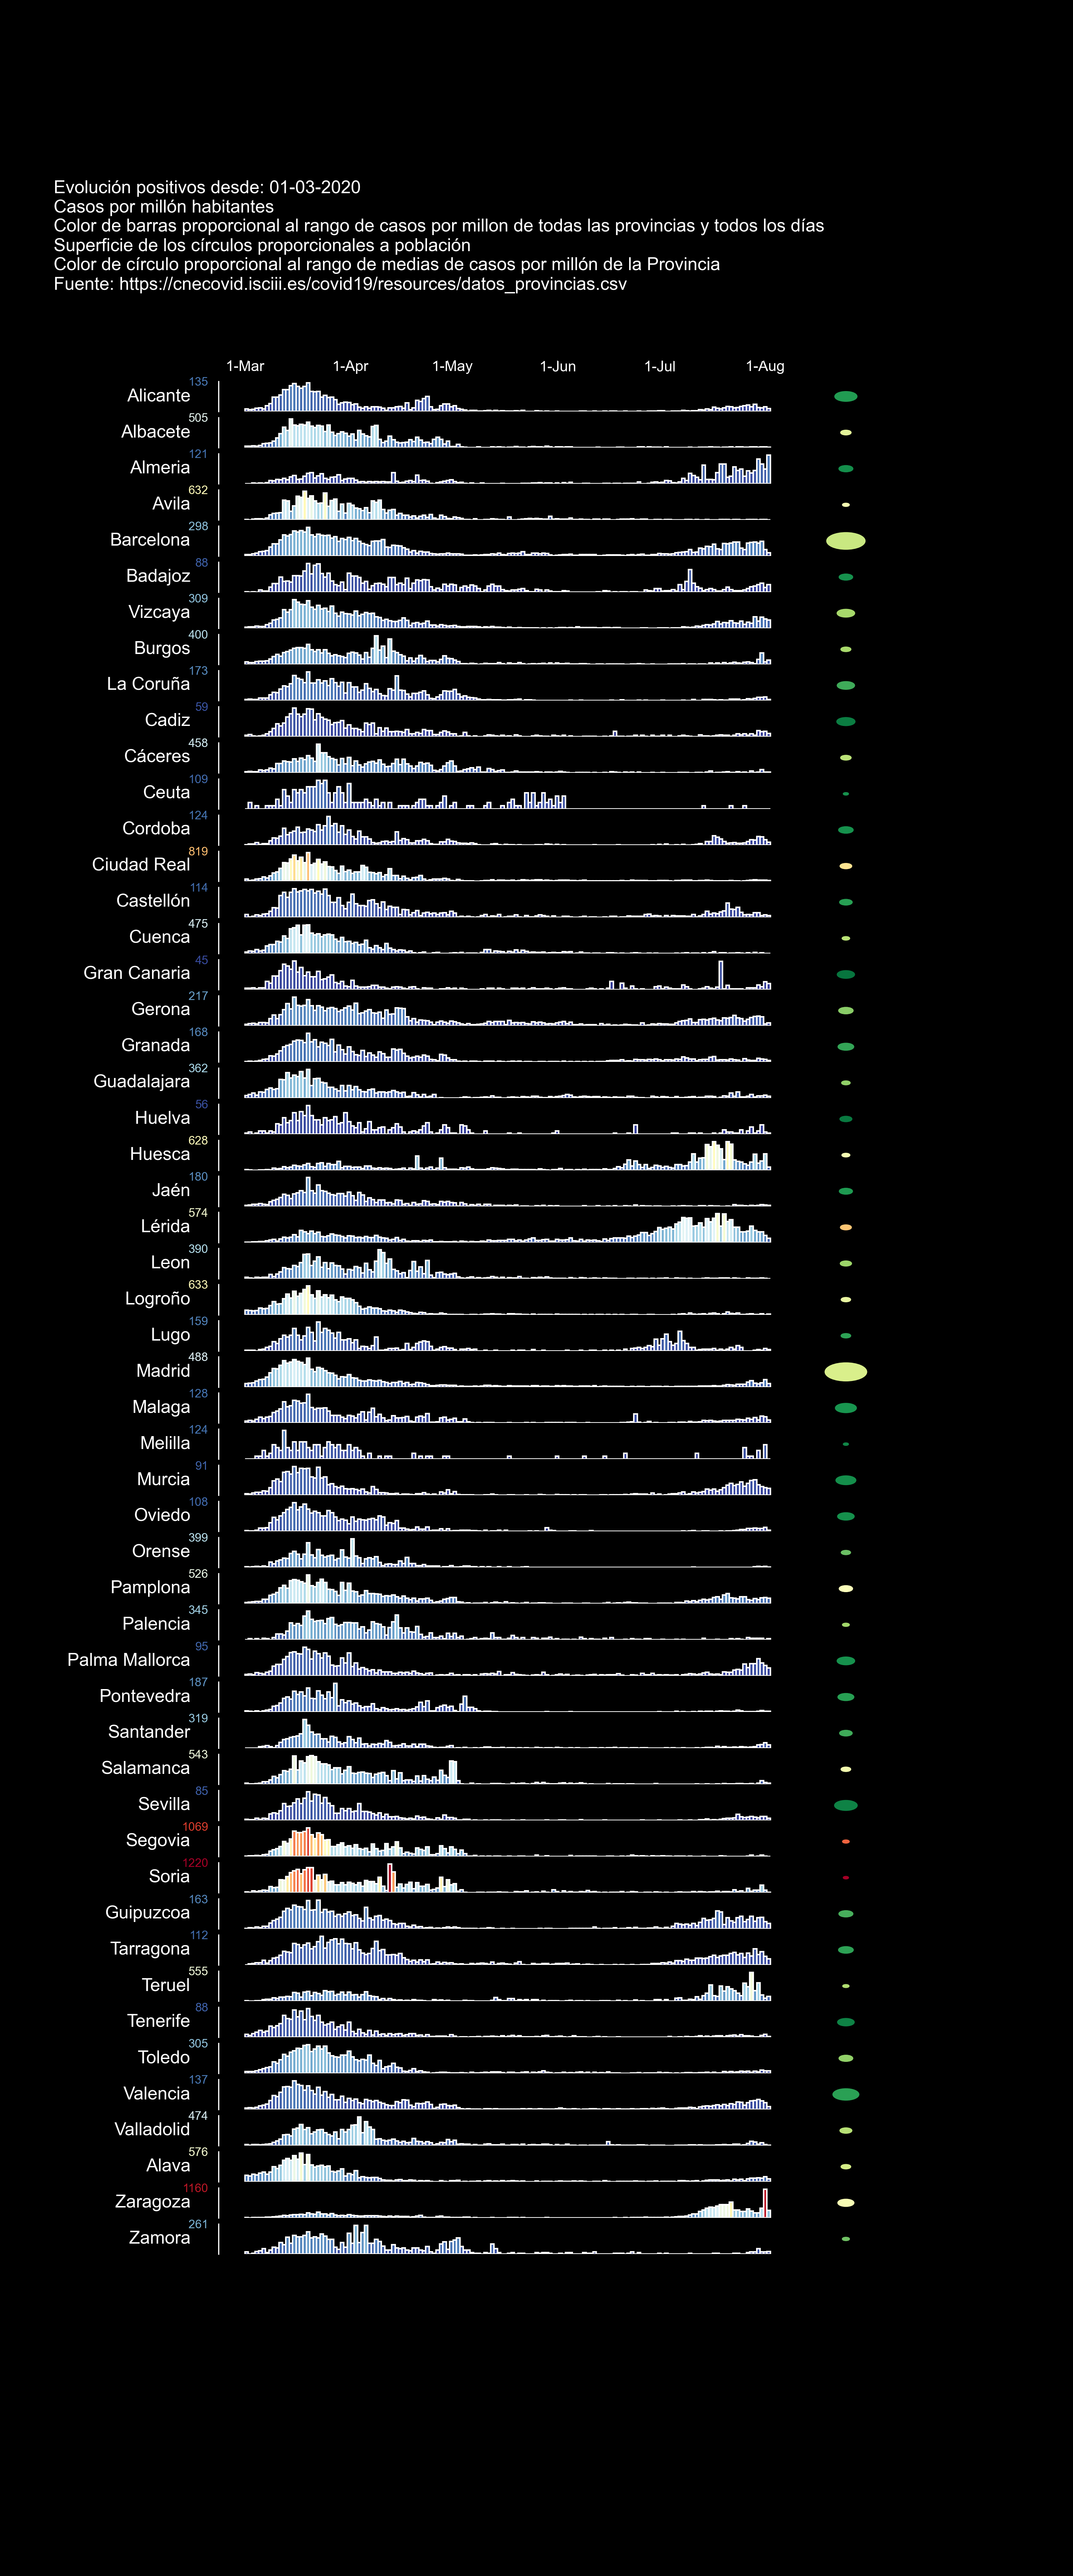 Evolución positivos desde: 01-03-2020
Casos por millón habitantes
Color de barras proporcional al rango de casos por millon de todas las provincias y todos los días
Superficie de los círculos proporcionales a población
Color de círculo proporcional al rango de medias de casos por millón de la Provincia
Fuente: https://cnecovid.isciii.es/covid19/resources/datos_provincias.csv
1-Mar 1-Apr 1-May 1-Jun 1-Jul 1-Aug
Alicante 135
Albacete 505
Almeria 121
Avila 632
Barcelona 298
Badajoz 88
Vizcaya 309
Burgos 400
La Coruña 173
Cadiz 59
Cáceres 458
Ceuta 109
Cordoba 124
Ciudad Real 819
Castellón 114
Cuenca 475
Gran Canaria 45
Gerona 217
Granada 168
Guadalajara 362
Huelva 56
Huesca 628
Jaén 180
Lérida 574
Leon 390
Logroño 633
Lugo 159
Madrid 488
Malaga 128
Melilla 124
Murcia 91
Oviedo 108
Orense 399
Pamplona 526
Palencia 345
Palma Mallorca 95
Pontevedra 187
Santander 319
Salamanca 543
Sevilla 85
Segovia 1069
Soria 1220
Guipuzcoa 163
Tarragona 112
Teruel 555
Tenerife 88
Toledo 305
Valencia 137
Valladolid 474
Alava 576
Zaragoza 1160
Zamora 261